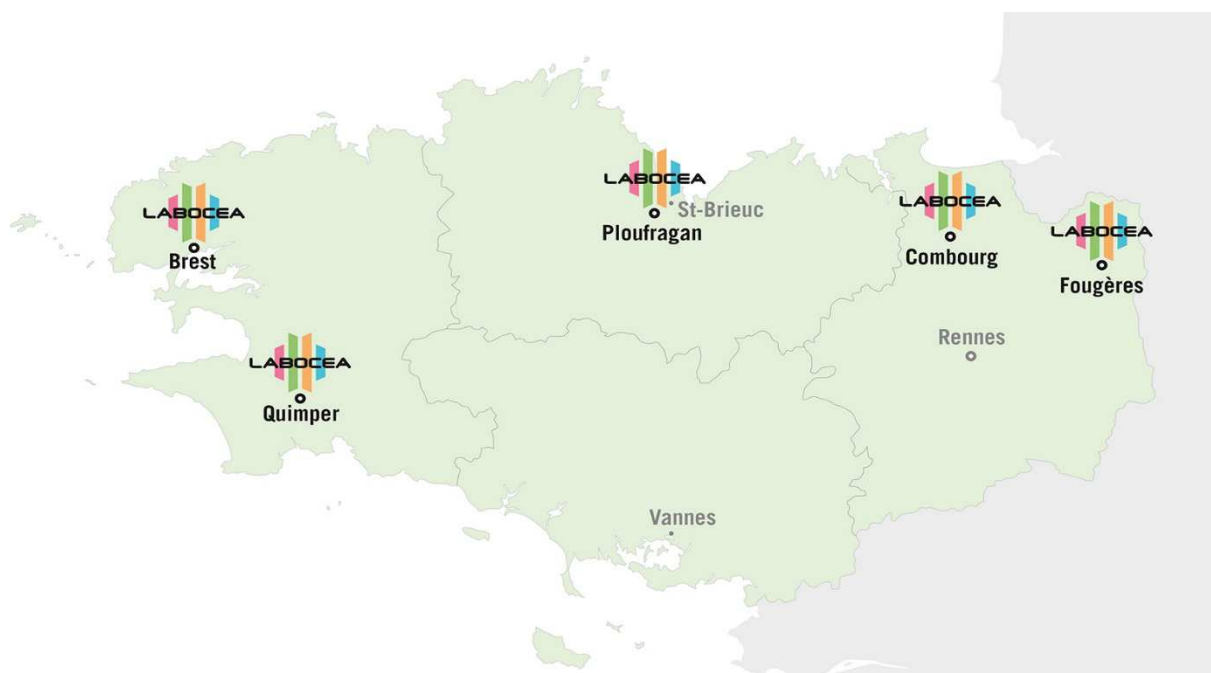 LABOCEA
Brest
LABOCEA
Quimper
LABOCEA
St-Brieuc
Ploufragan
LABOCEA
Combourg
LABOCEA
Fougères
Rennes
Vannes